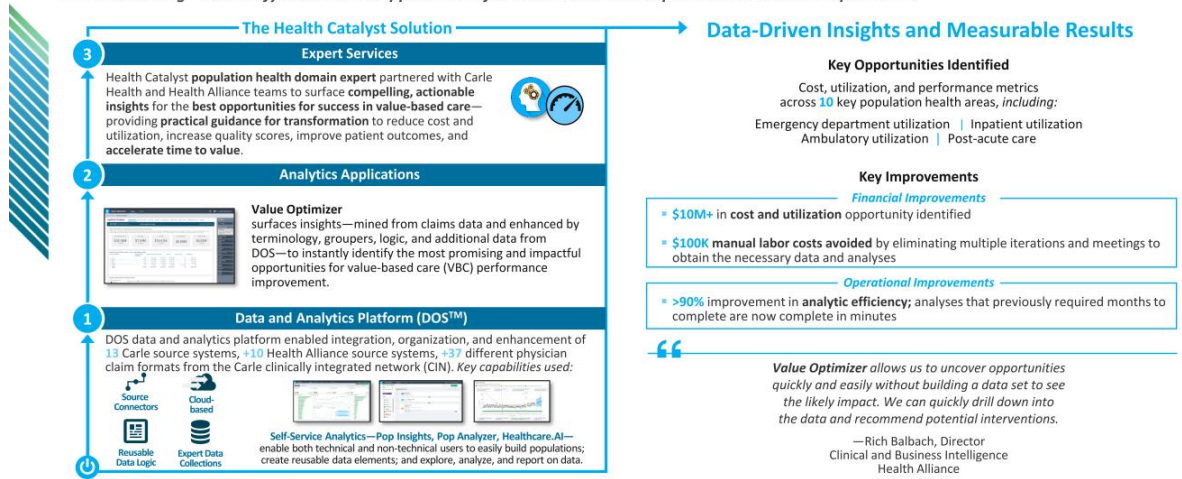 The Health Catalyst Solution
3
Expert Services
Health Catalyst population health domain expert partnered with Carle
Health and Health Alliance teams to surface compelling, actionable
insights for the best opportunities for success in value-based care—
providing practical guidance for transformation to reduce cost and
utilization, increase quality scores, improve patient outcomes, and
accelerate time to value.
2
Analytics Applications
Value Optimizer
surfaces insights—mined from claims data and enhanced by
terminology, groupers, logic, and additional data from
DOS—to instantly identify the most promising and impactful
opportunities for value-based care (VBC) performance
improvement.
1
Data and Analytics Platform (DOS™)
DOS data and analytics platform enabled integration, organization, and enhancement of
13 Carle source systems, +10 Health Alliance source systems, +37 different physician
claim formats from the Carle clinically integrated network (CIN). Key capabilities used:
Source
Connectors
Cloud-
based
Reusable
Data Logic
Expert Data
Collections
Self-Service Analytics—Pop Insights, Pop Analyzer, Healthcare.AI—
enable both technical and non-technical users to easily build populations;
create reusable data elements; and explore, analyze, and report on data.
Data-Driven Insights and Measurable Results
Key Opportunities Identified
Cost, utilization, and performance metrics
across 10 key population health areas, including:
Emergency department utilization | Inpatient utilization
Ambulatory utilization | Post-acute care
Key Improvements
Financial Improvements
▪ $10M+ in cost and utilization opportunity identified
▪ $100K manual labor costs avoided by eliminating multiple iterations and meetings to
obtain the necessary data and analyses
Operational Improvements
▪ >90% improvement in analytic efficiency; analyses that previously required months to
complete are now complete in minutes
“
Value Optimizer allows us to uncover opportunities
quickly and easily without building a data set to see
the likely impact. We can quickly drill down into
the data and recommend potential interventions.
—Rich Balbach, Director
Clinical and Business Intelligence
Health Alliance